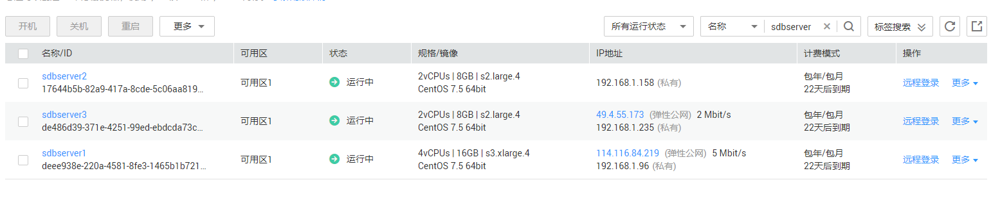 开机 关机 重启 更多 所有运行状态 名称 sdbserver 标签搜索
名称/ID 可用区 状态 规格/镜像 IP地址 计费模式 操作
sdbserver2 2vCPUs | 8GB | s2.large.4 包年/包月
可用区1 运行中 192.168.1.158 (私有) 远程登录 更多
17644b5b-82a9-417a-8cde-5c06aa819... CentOS 7.5 64bit 22天后到期
sdbserver3 2vCPUs | 8GB | s2.large.4 49.4.55.173 (弹性公网) 2 Mbit/s 包年/包月
可用区1 运行中 远程登录 更多
de486d39-371e-4251-99ed-ebdcda73c... CentOS 7.5 64bit 192.168.1.235 (私有) 22天后到期
sdbserver1 4vCPUs | 16GB | s3.xlarge.4 114.116.84.219 (弹性公网) 5 Mbit/s 包年/包月
可用区1 运行中 远程登录 更多
deee938e-220a-4581-8fe3-1465b1b721... CentOS 7.5 64bit 192.168.1.96 (私有) 22天后到期